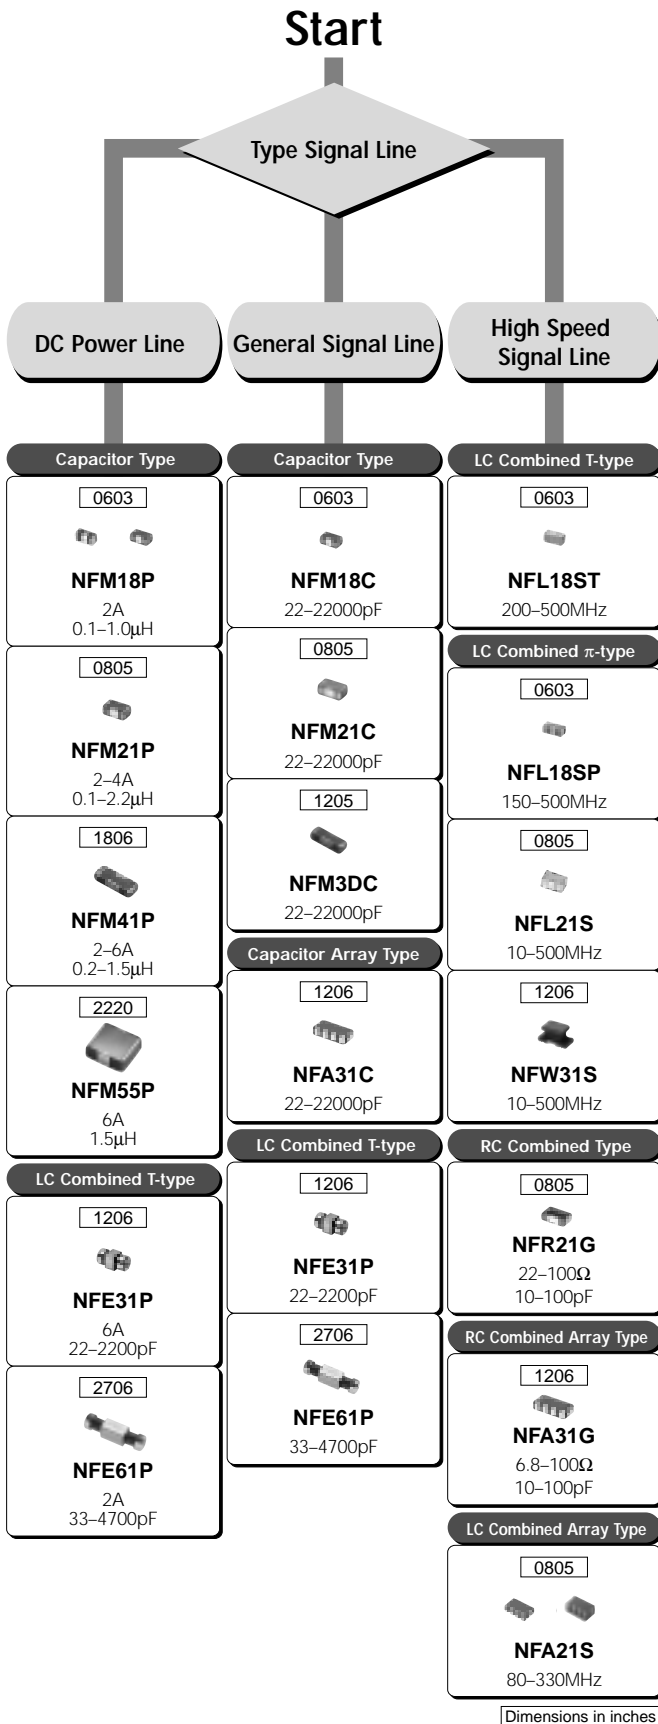 Start
Type Signal Line
DC Power Line
General Signal Line
High Speed
Signal Line
Capacitor Type
0603
NFM18P
2A
0.1–1.0µH
0805
NFM21P
2–4A
0.1–2.2µH
1806
NFM41P
2–6A
0.2–1.5µH
2220
NFM55P
6A
1.5µH
LC Combined T-type
1206
NFE31P
6A
22–2200pF
2706
NFE61P
2A
33–4700pF
Capacitor Type
0603
NFM18C
22–22000pF
0805
NFM21C
22–22000pF
1205
NFM3DC
22–22000pF
Capacitor Array Type
1206
NFA31C
22–22000pF
LC Combined T-type
1206
NFE31P
22–2200pF
2706
NFE61P
33–4700pF
LC Combined T-type
0603
NFL18ST
200–500MHz
LC Combined π-type
0603
NFL18SP
150–500MHz
0805
NFL21S
10–500MHz
1206
NFW31S
10–500MHz
RC Combined Type
0805
NFR21G
22–100Ω
10–100pF
RC Combined Array Type
1206
NFA31G
6.8–100Ω
10–100pF
LC Combined Array Type
0805
NFA21S
80–330MHz
Dimensions in inches